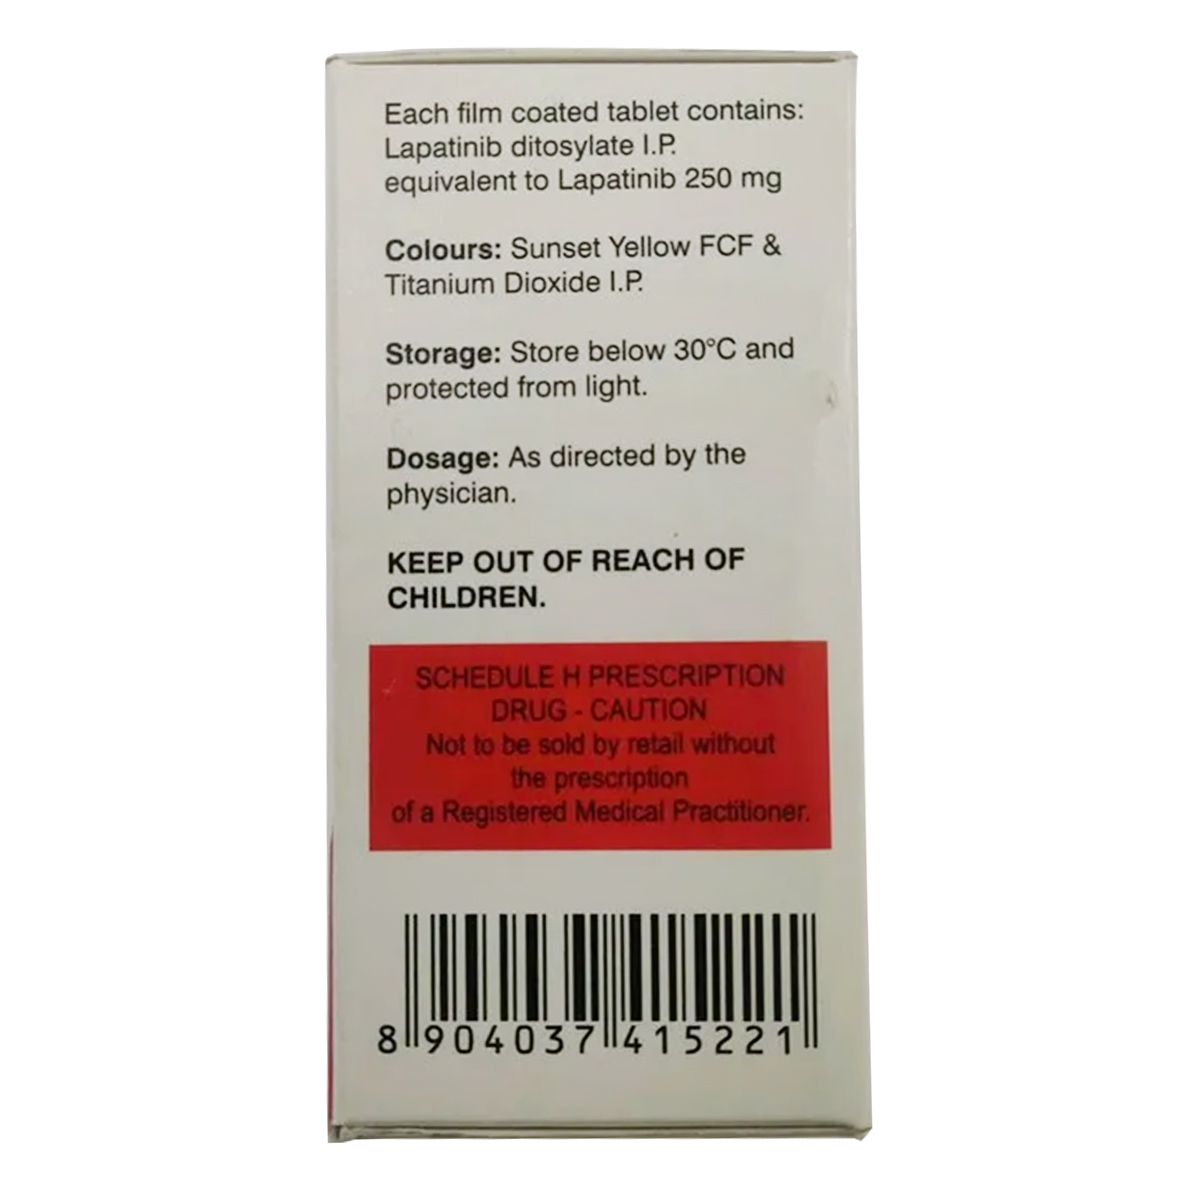 Each film coated tablet contains:
Lapatinib ditosylate I.P.
equivalent to Lapatinib 250 mg
Colours: Sunset Yellow FCF &
Titanium Dioxide I.P.
Storage: Store below 30°C and
protected from light.
Dosage: As directed by the
physician.
KEEP OUT OF REACH OF
CHILDREN.
SCHEDULE H PRESCRIPTION
DRUG - CAUTION
Not to be sold by retail without
the prescription
of a Registered Medical Practitioner.
8 904037 415221